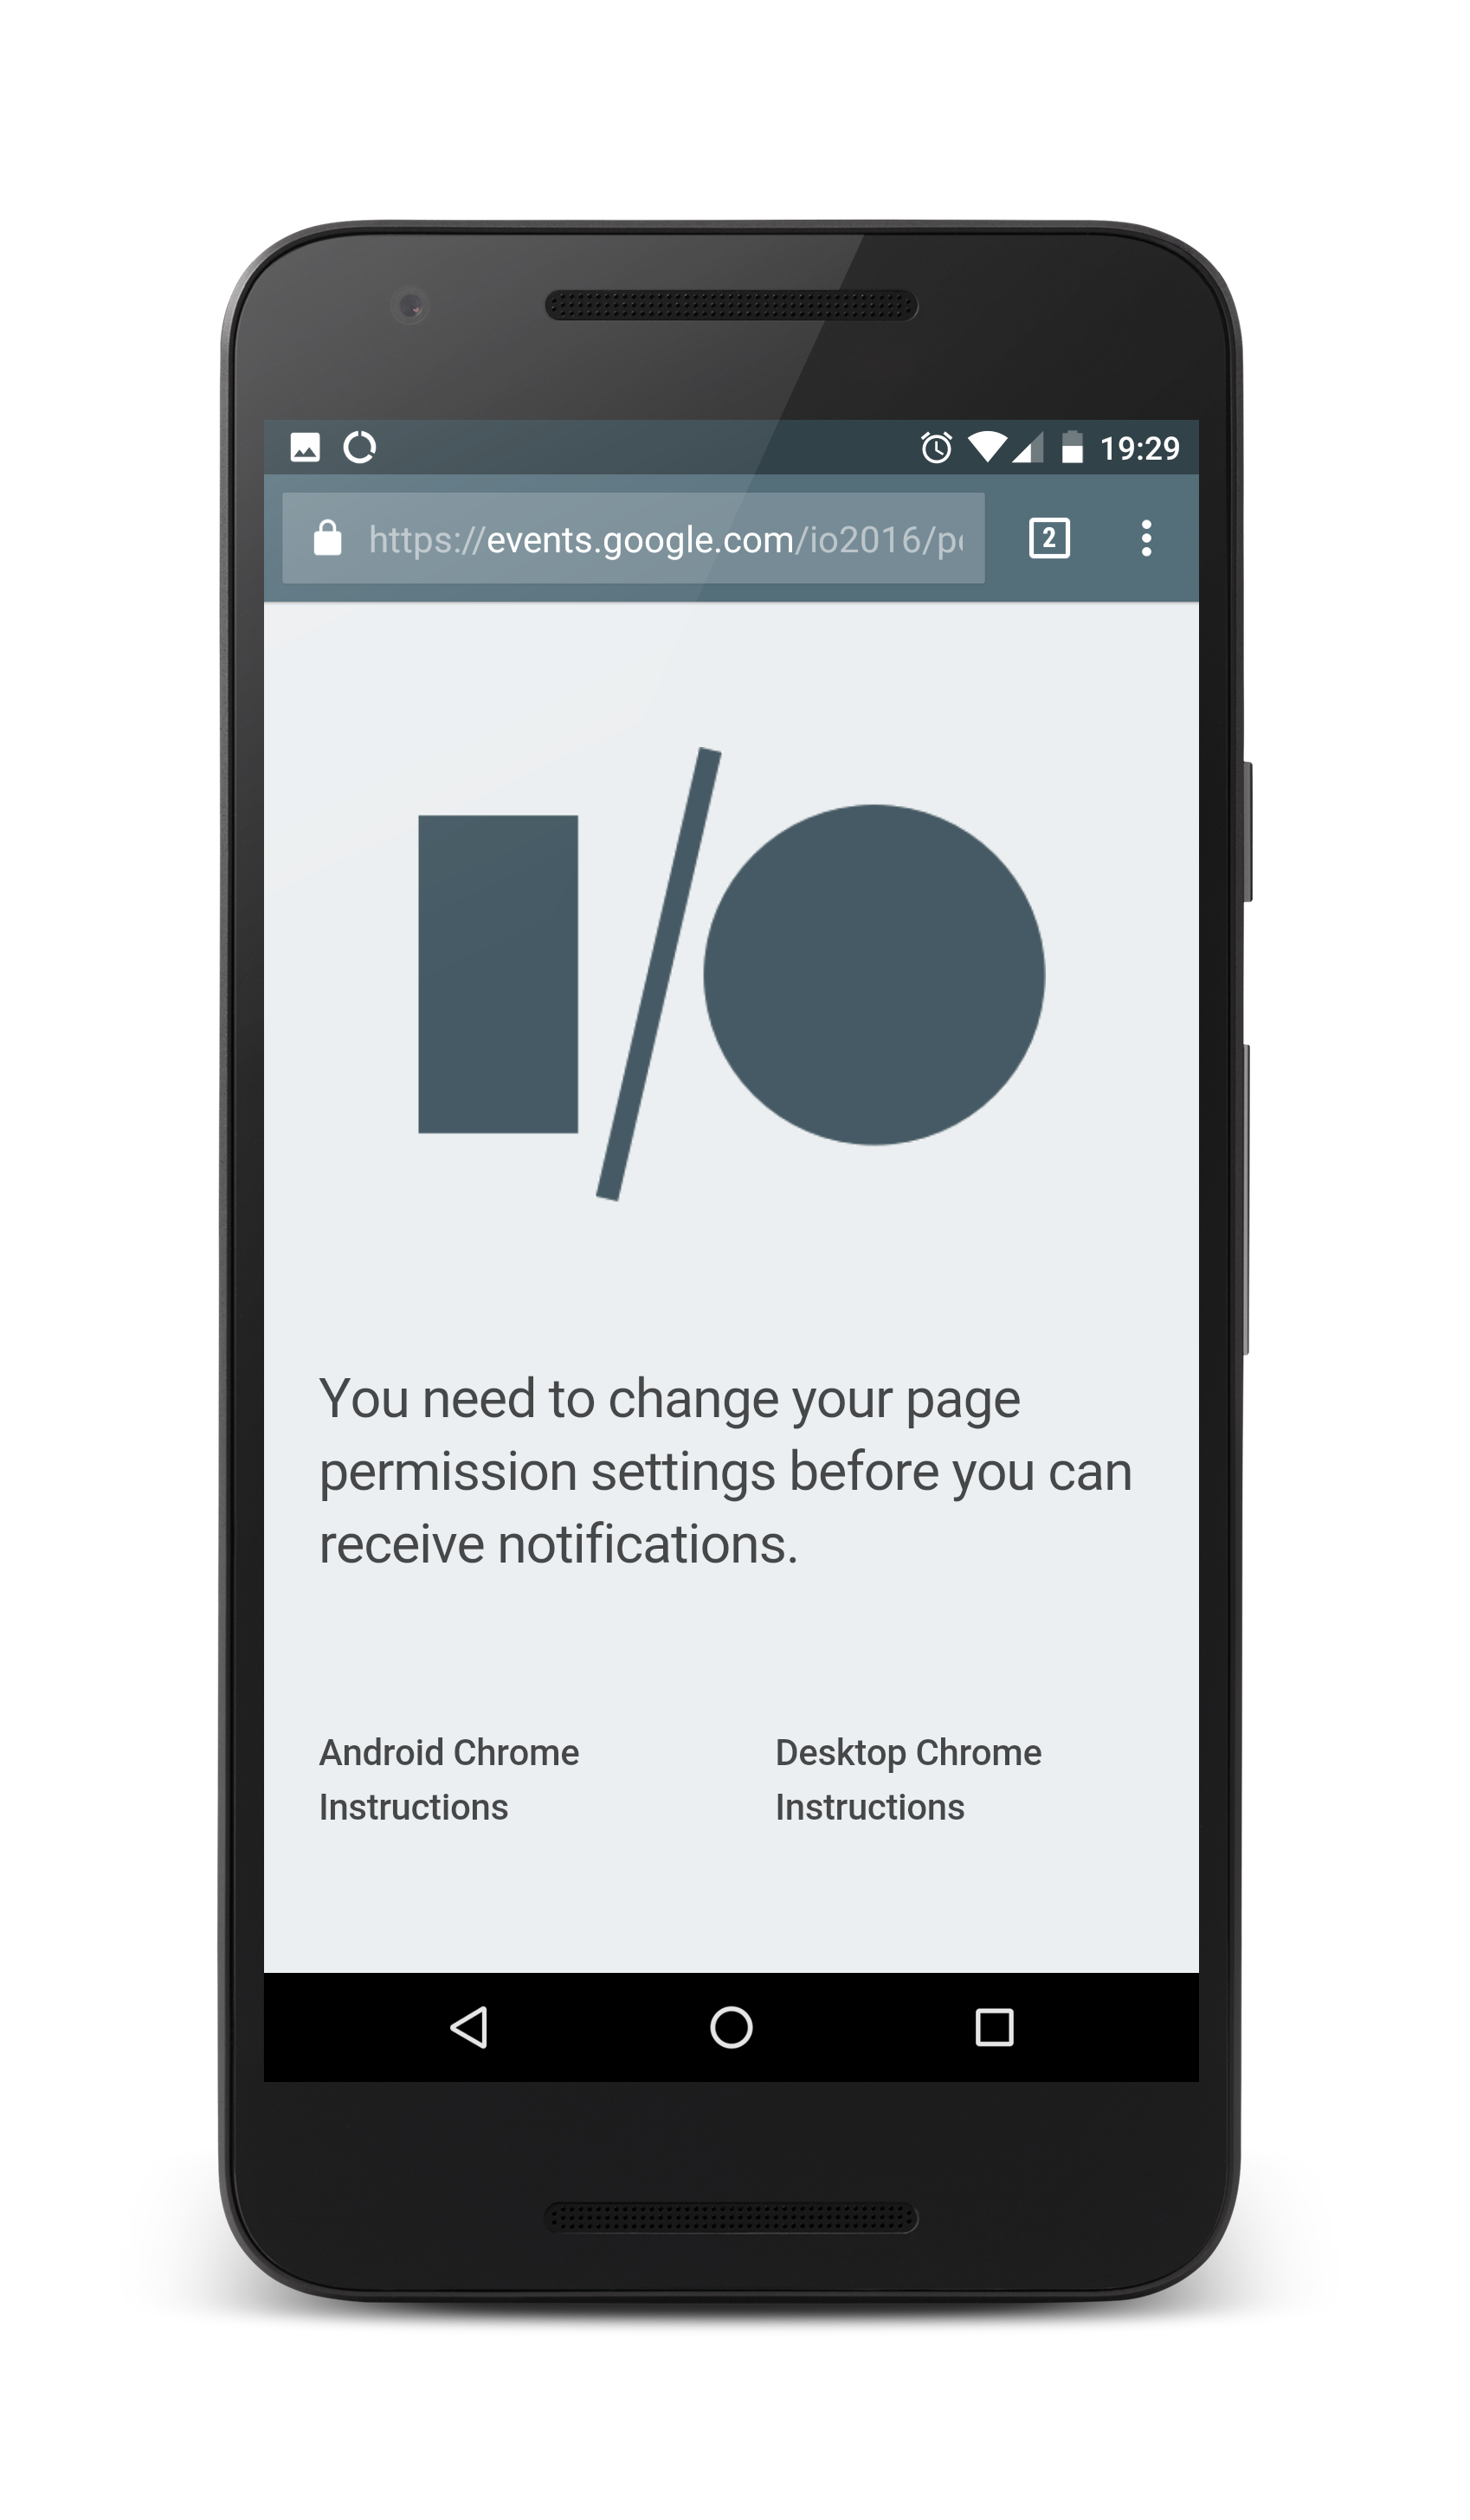 19:29
https://events.google.com/io2016/p
2
I/O
You need to change your page
permission settings before you can
receive notifications.
Android Chrome
Instructions
Desktop Chrome
Instructions